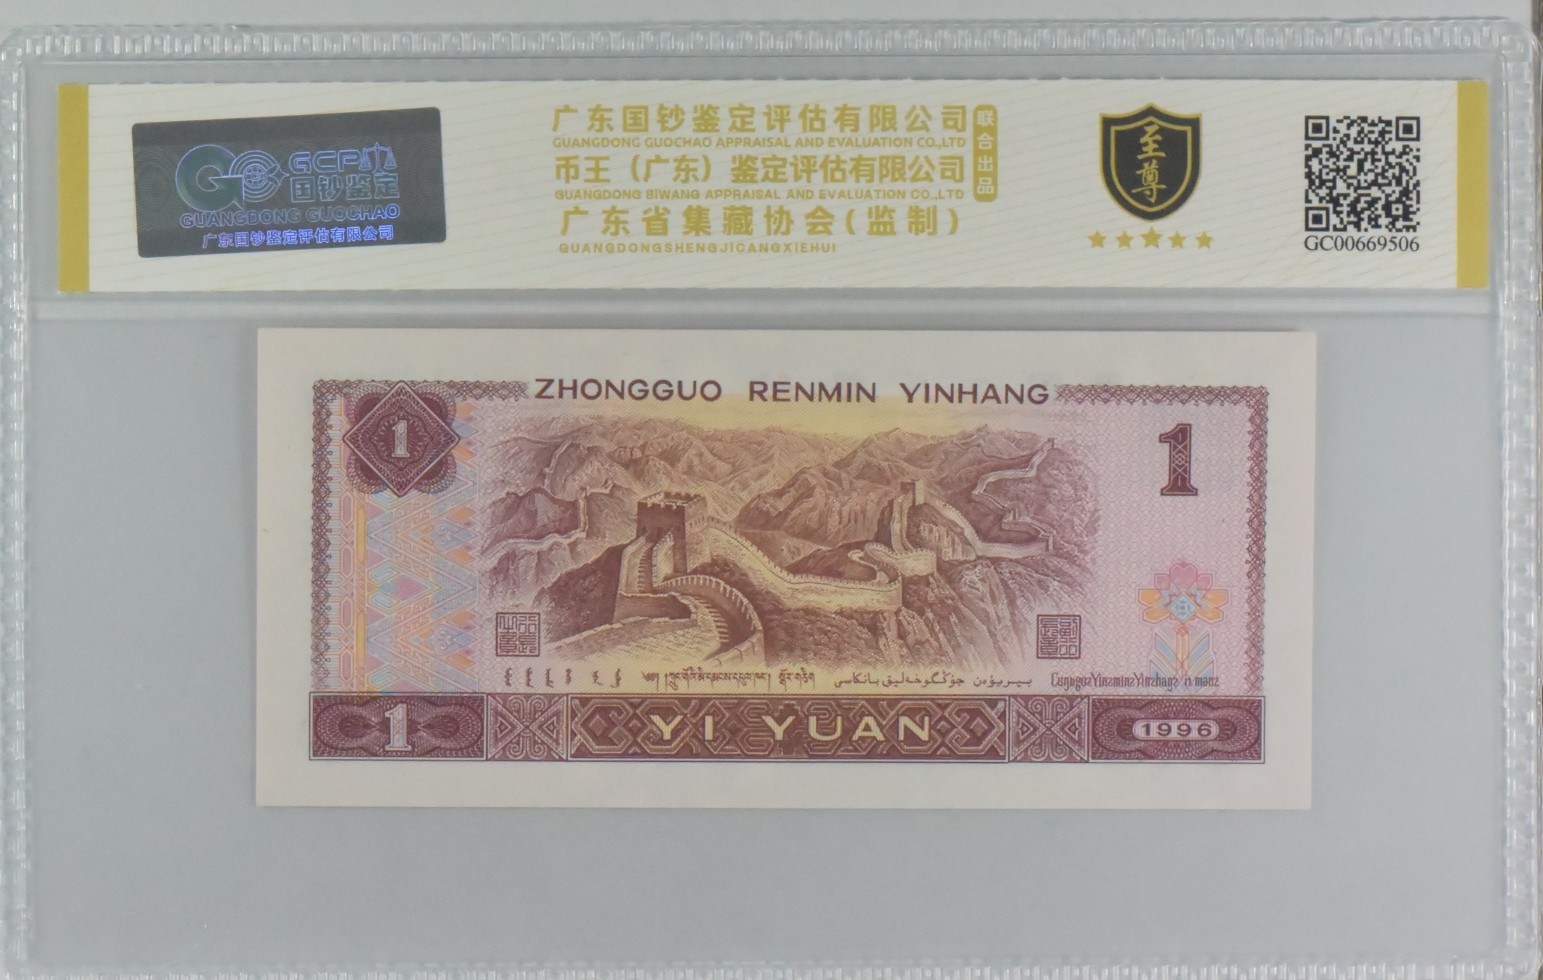 GCP
国钞鉴定
GUANGDONG GUOCHAO
广东国钞鉴定评估有限公司
广东国钞鉴定评估有限公司
GUANGDONG GUOCHAO APPRAISAL AND EVALUATION CO.,LTD
币王（广东）鉴定评估有限公司
GUANGDONG BIWANG APPRAISAL AND EVALUATION CO.,LTD
广东省集藏协会(监制)
GUANGDONGSHENGJICANGXIEHUI
联合出品
至尊
GC00669506
ZHONGGUO RENMIN YINHANG
1
1
1
YI YUAN
1996